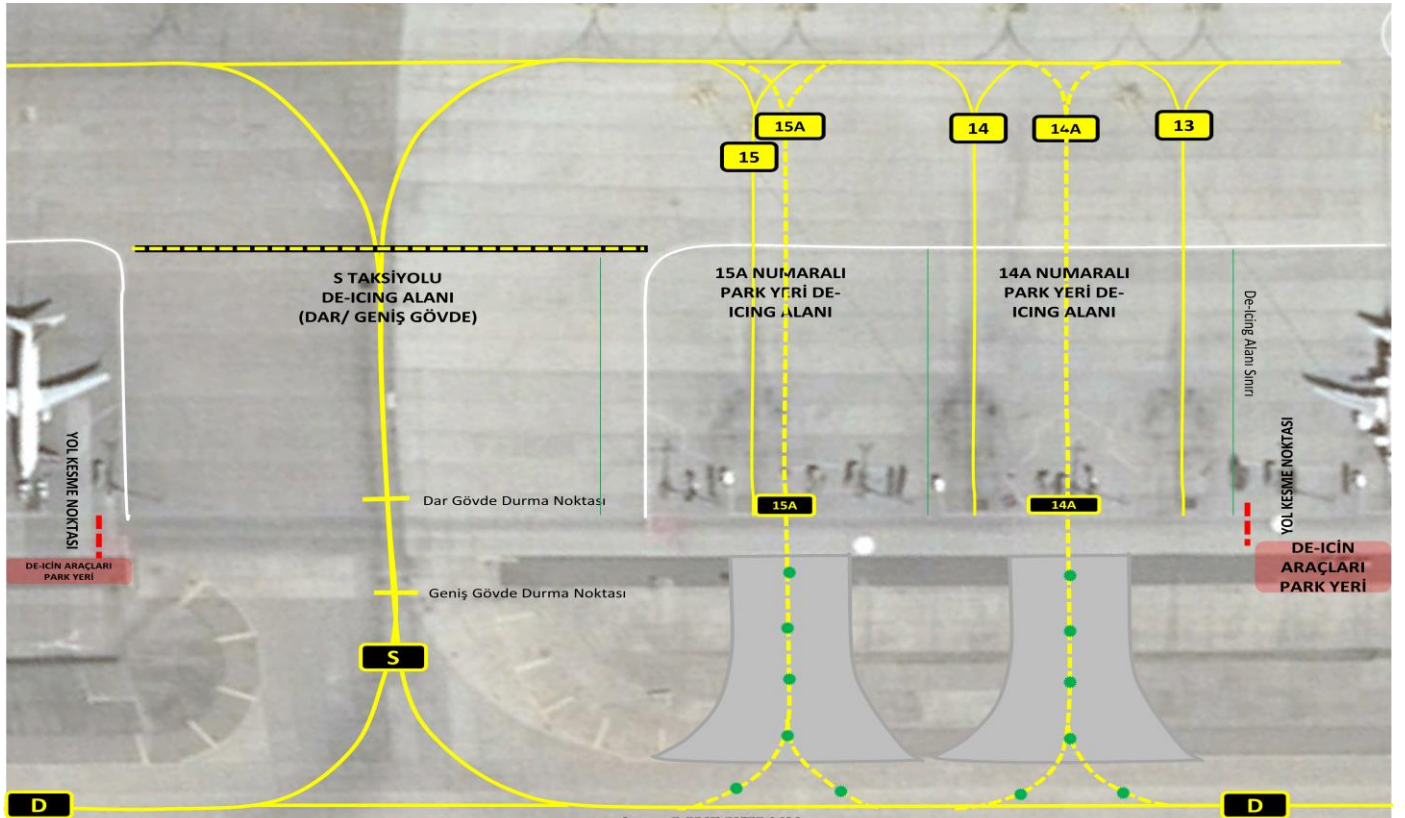 15A
14
14A
13
15
S TAKSİYOLU
DE-ICING ALANI
(DAR/ GENİŞ GÖVDE)
15A NUMARALI
PARK YERİ DE-
ICING ALANI
14A NUMARALI
PARK YERİ DE-
ICING ALANI
De-Icing Alanı Sınırı
YOL KESME NOKTASI
Dar Gövde Durma Noktası
15A
14A
YOL KESME NOKTASI
DE-ICİN ARAÇLARI
PARK YERİ
DE-ICİN
ARAÇLARI
PARK YERİ
Geniş Gövde Durma Noktası
S
D
D